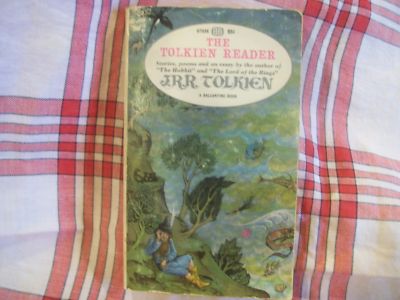 THE
TOLKIEN READER
Stories, poems and an essay by the author of
"The Hobbit" and "The Lord of the Rings"
J.R.R. TOLKIEN
A BALLANTINE BOOK